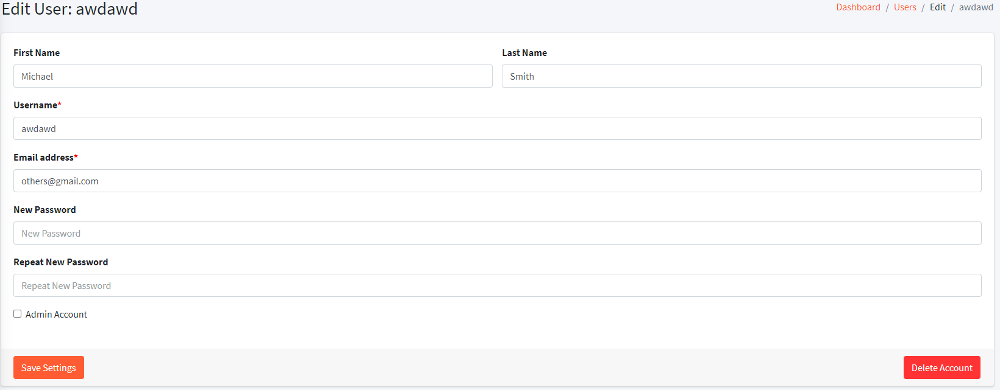 Edit User: awdawd
Dashboard / Users / Edit / awdawd
First Name
Last Name
Michael
Smith
Username*
awdawd
Email address*
others@gmail.com
New Password
New Password
Repeat New Password
Repeat New Password
Admin Account
Save Settings
Delete Account